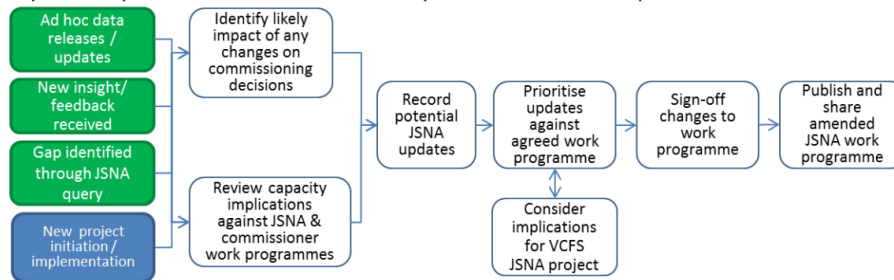 Ad hoc data
releases /
updates
New insight/
feedback
received
Gap identified
through JSNA
query
New project
initiation /
implementation
Identify likely
impact of any
changes on
commissioning
decisions
Review capacity
implications
against JSNA &
commissioner
work programmes
Record
potential
JSNA
updates
Prioritise
updates
against
agreed work
programme
Consider
implications
for VCFS
JSNA project
Sign-off
changes to
work
programme
Publish and
share
amended
JSNA work
programme